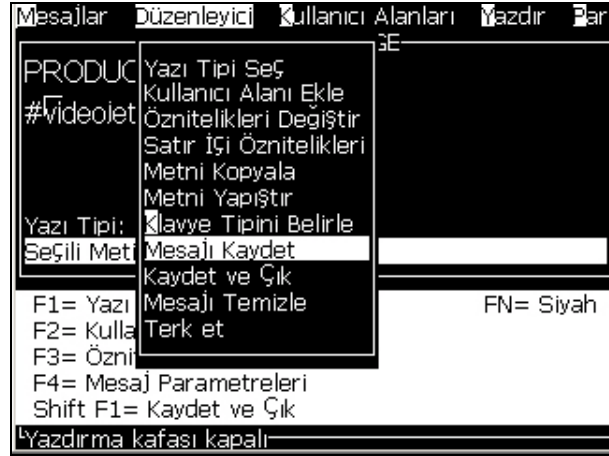 Mesajlar Düzenleyici Kullanıcı Alanları Yazdır Par
GE
PRODUC
#Videojet
Yazı Tipi Seç
Kullanıcı Alanı Ekle
Öznitelikleri Değiştir
Satır İçi Öznitelikleri
Metni Kopyala
Metni Yapıştır
Klavye Tipini Belirle
Mesajı Kaydet
Kaydet ve Çık
Mesajı Temizle
Terk et
Yazı Tipi:
Seçili Meti
F1= Yazı
FN= Siyah
F2= Kulla
F3= Özni
F4= Mesaj Parametreleri
Shift F1= Kaydet ve Çık
Yazdırma kafası kapalı